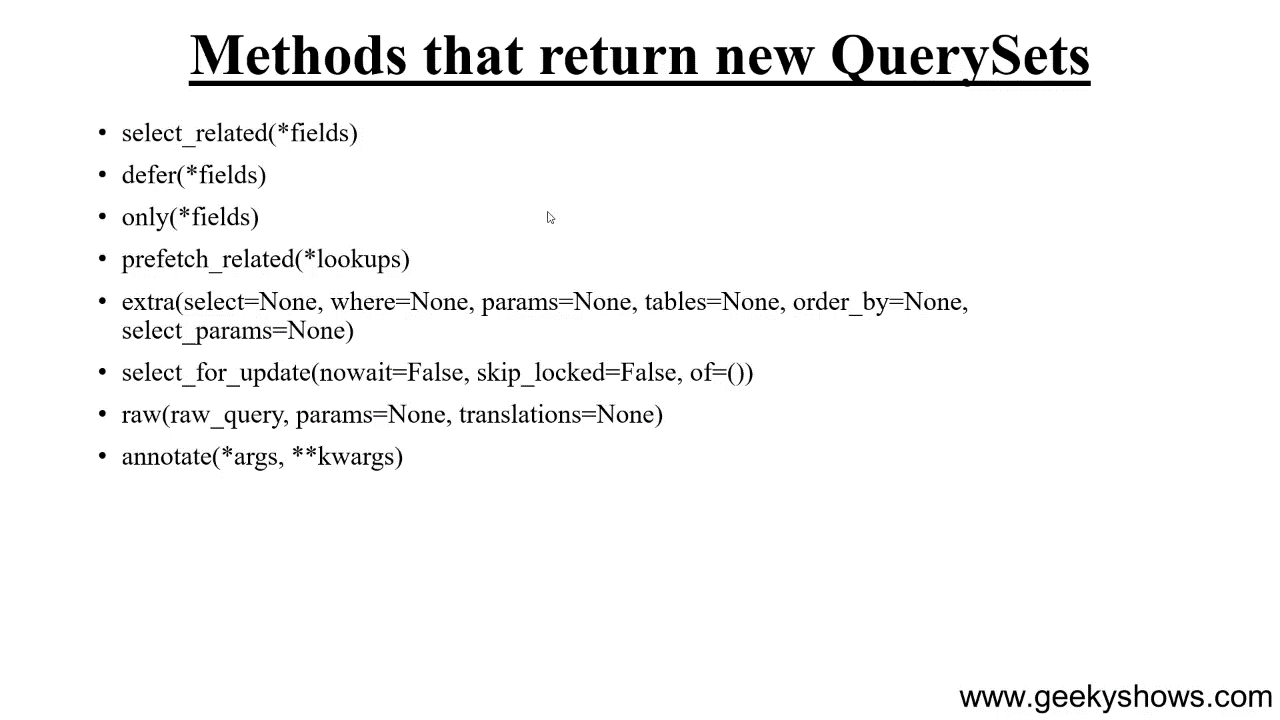 Methods that return new QuerySets
• select_related(*fields)
• defer(*fields)
• only(*fields)
• prefetch_related(*lookups)
• extra(select=None, where=None, params=None, tables=None, order_by=None,
select_params=None)
• select_for_update(nowait=False, skip_locked=False, of=())
• raw(raw_query, params=None, translations=None)
• annotate(*args, **kwargs)
www.geekyshows.com